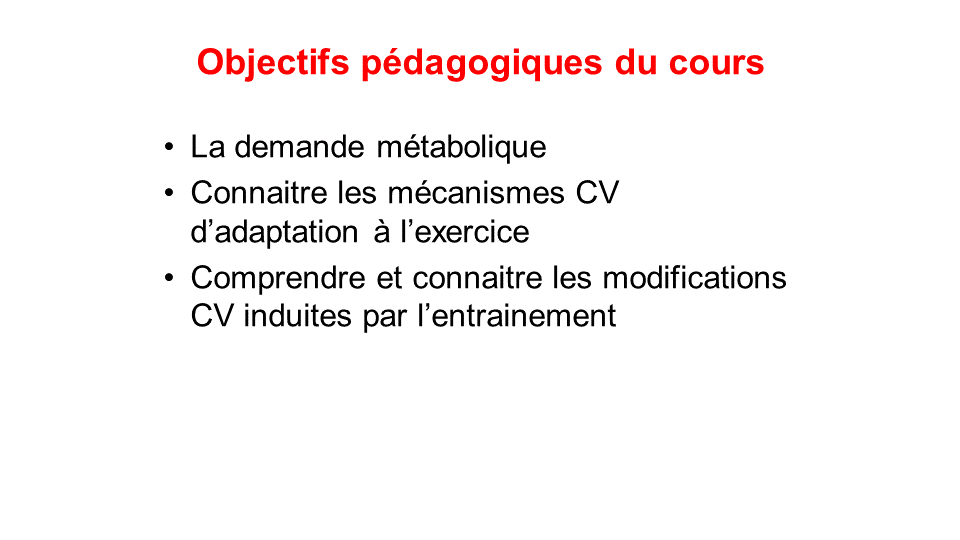 Objectifs pédagogiques du cours
• La demande métabolique
• Connaitre les mécanismes CV
d’adaptation à l’exercice
• Comprendre et connaitre les modifications
CV induites par l’entrainement